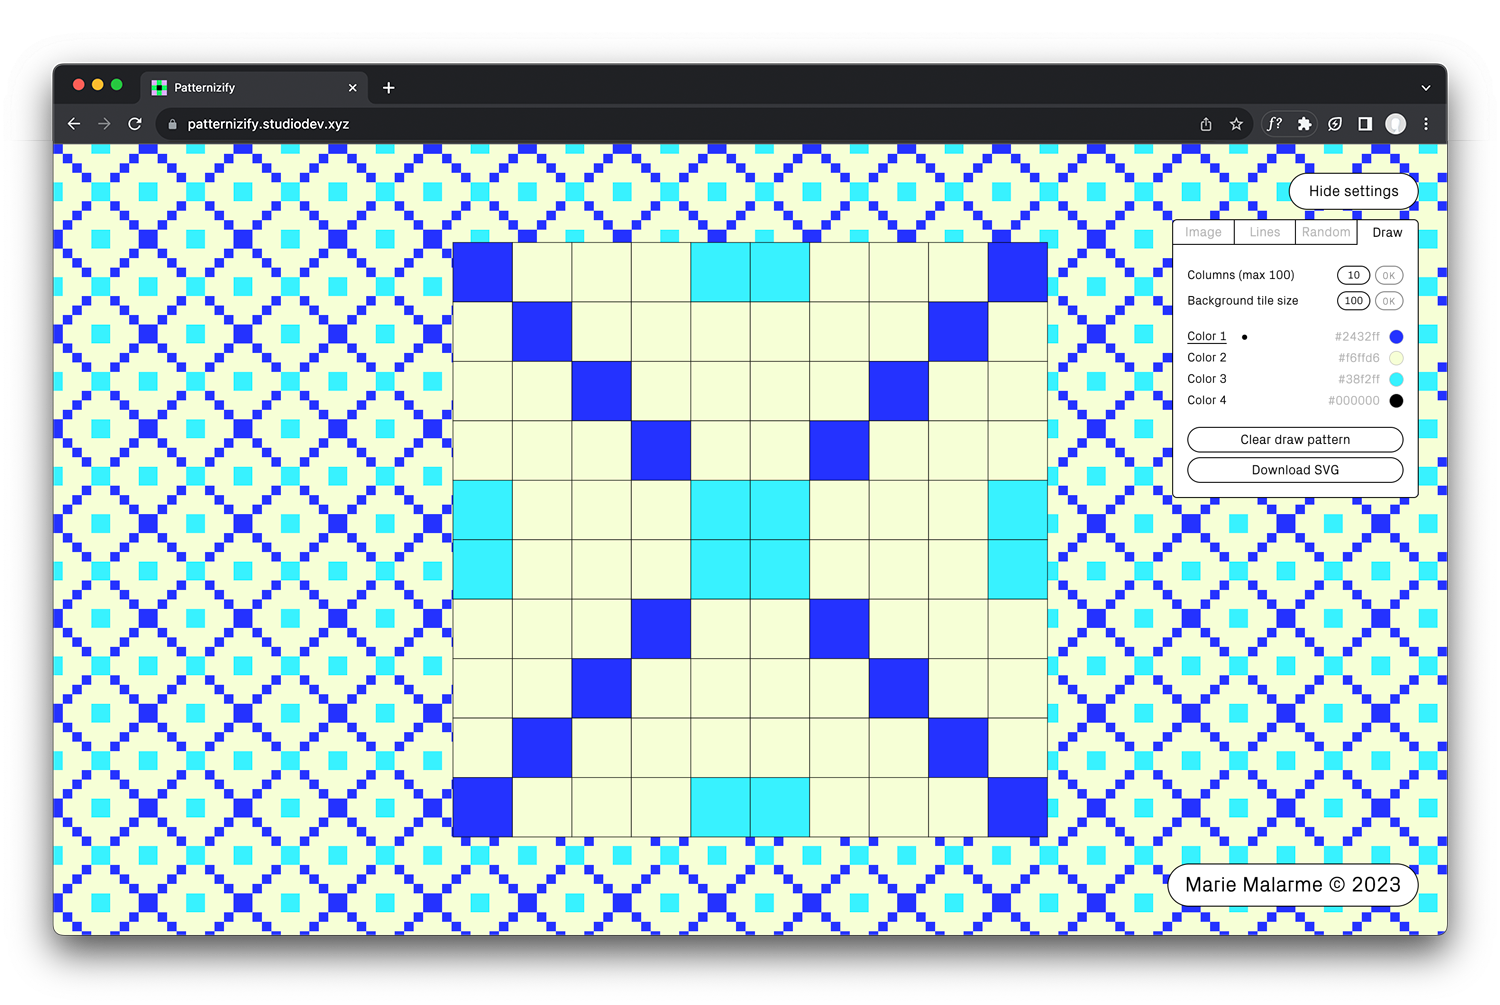 Patternizify
patternizify.studiodev.xyz
f?
Hide settings
Image Lines Random Draw
Columns (max 100) 10 OK
Background tile size 100 OK
Color 1 #2432ff
Color 2 #f6ffd6
Color 3 #38f2ff
Color 4 #000000
Clear draw pattern
Download SVG
Marie Malarme © 2023